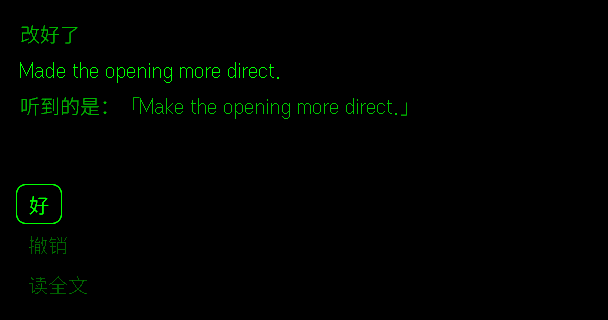 改好了
Made the opening more direct.
听到的是：「Make the opening more direct.」
好
撤销
读全文